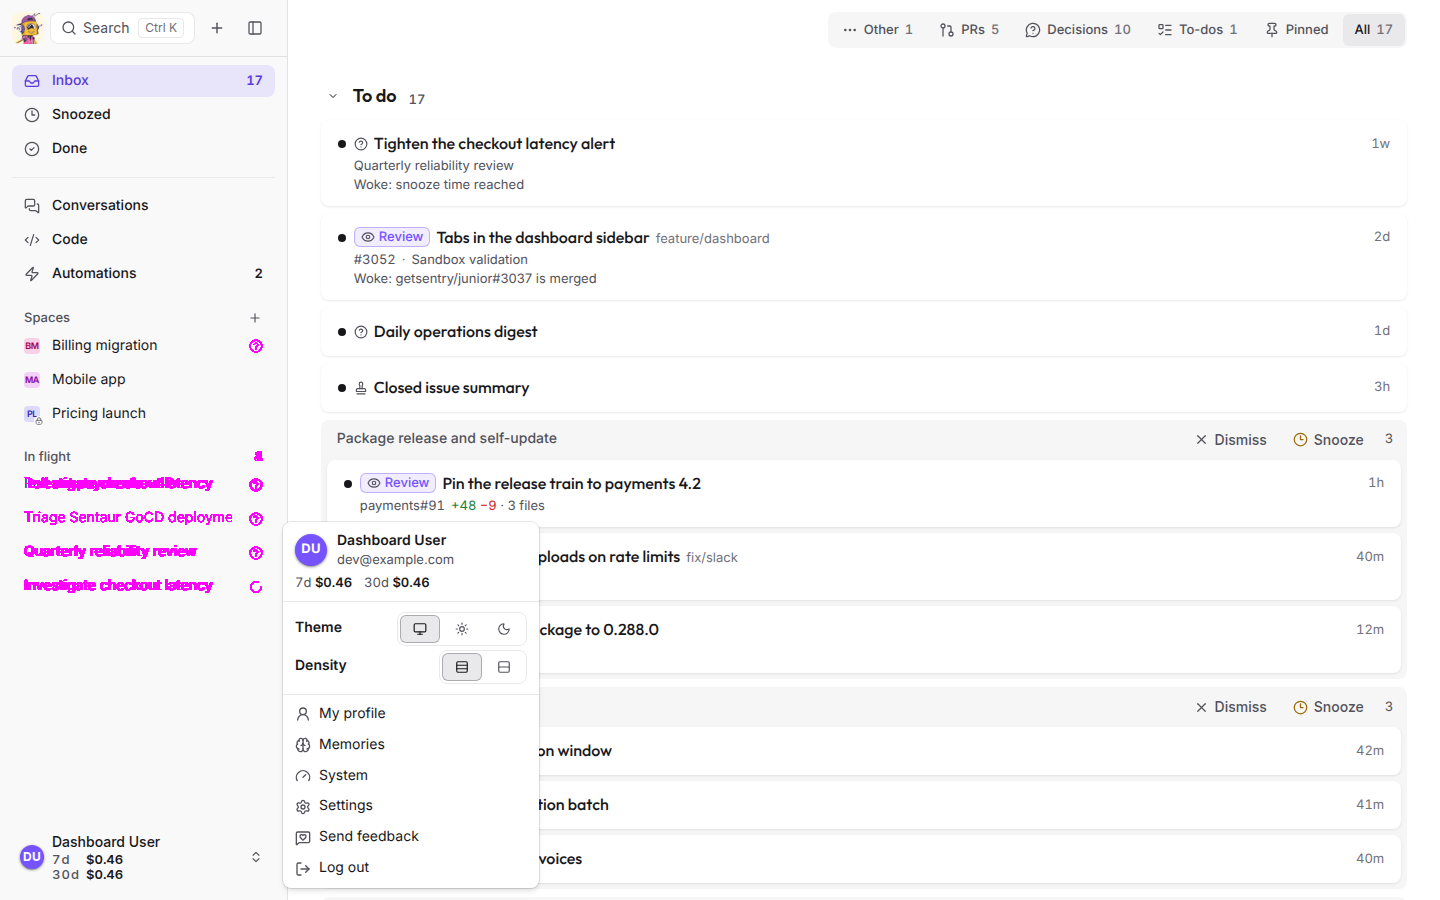 Search Ctrl K
Inbox 17
Snoozed
Done
Conversations
Code
Automations 2
Spaces
BM Billing migration
MA Mobile app
PL Pricing launch
In flight
Triage Sentaur GoCD deployme
Quarterly reliability review
Investigate checkout latency
DU Dashboard User
7d $0.46
30d $0.46
Other 1 PRs 5 Decisions 10 To-dos 1 Pinned All 17
To do 17
Tighten the checkout latency alert 1w
Quarterly reliability review
Woke: snooze time reached
Review Tabs in the dashboard sidebar feature/dashboard 2d
#3052 · Sandbox validation
Woke: getsentry/junior#3037 is merged
Daily operations digest 1d
Closed issue summary 3h
Package release and self-update Dismiss Snooze 3
Review Pin the release train to payments 4.2 1h
payments#91 +48 −9 · 3 files
ploads on rate limits fix/slack 40m
ckage to 0.288.0 12m
Dismiss Snooze 3
on window 42m
tion batch 41m
voices 40m
DU Dashboard User
dev@example.com
7d $0.46 30d $0.46
Theme
Density
My profile
Memories
System
Settings
Send feedback
Log out